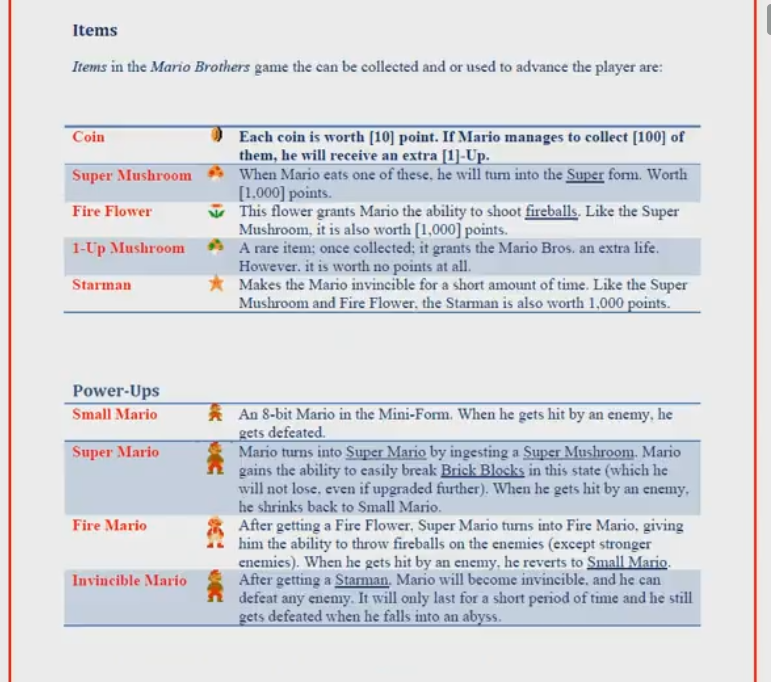 Items
Items in the Mario Brothers game the can be collected and or used to advance the player are:
Coin
Each coin is worth [10] point. If Mario manages to collect [100] of
them, he will receive an extra [1]-Up.
Super Mushroom
When Mario eats one of these, he will turn into the Super form. Worth
[1,000] points.
Fire Flower
This flower grants Mario the ability to shoot fireballs. Like the Super
Mushroom, it is also worth [1,000] points.
1-Up Mushroom
A rare item; once collected; it grants the Mario Bros. an extra life.
However, it is worth no points at all.
Starman
Makes the Mario invincible for a short amount of time. Like the Super
Mushroom and Fire Flower, the Starman is also worth 1,000 points.
Power-Ups
Small Mario
An 8-bit Mario in the Mini-Form. When he gets hit by an enemy, he
gets defeated.
Super Mario
Mario turns into Super Mario by ingesting a Super Mushroom. Mario
gains the ability to easily break Brick Blocks in this state (which he
will not lose, even if upgraded further). When he gets hit by an enemy,
he shrinks back to Small Mario.
Fire Mario
After getting a Fire Flower, Super Mario turns into Fire Mario, giving
him the ability to throw fireballs on the enemies (except stronger
enemies). When he gets hit by an enemy, he reverts to Small Mario.
Invincible Mario
After getting a Starman, Mario will become invincible, and he can
defeat any enemy. It will only last for a short period of time and he still
gets defeated when he falls into an abyss.